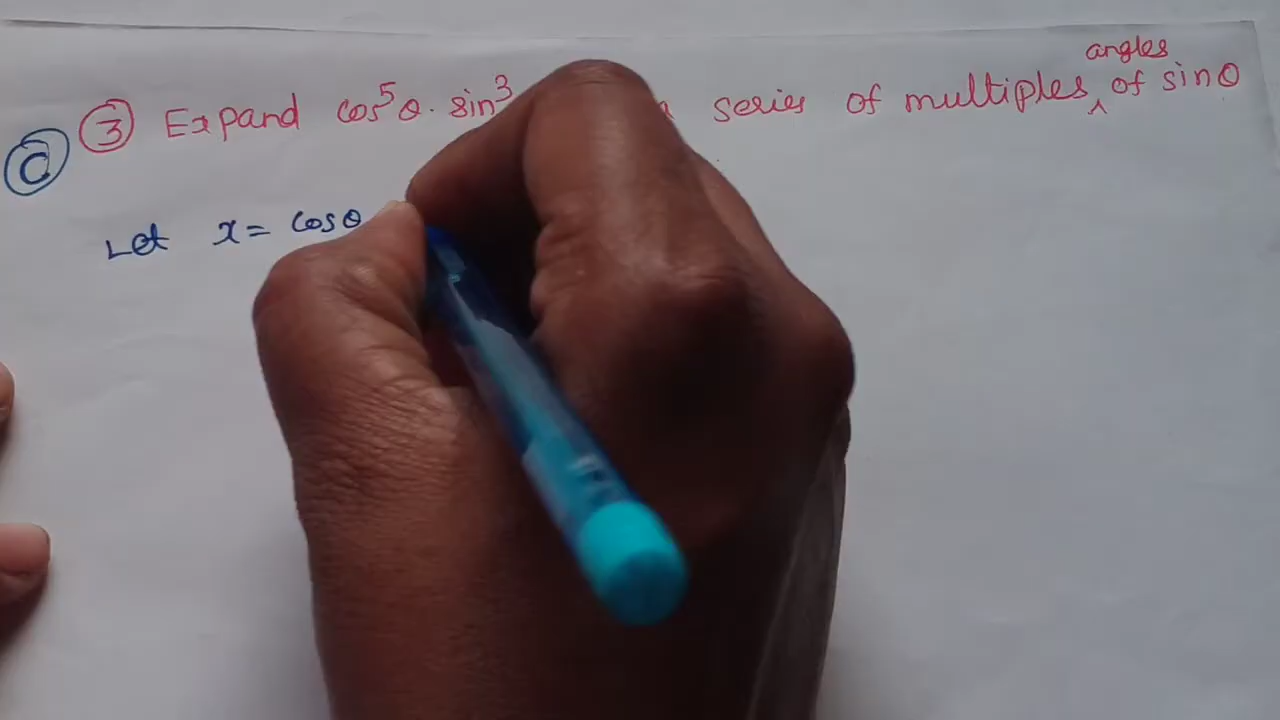 angles
③ Expand cos⁵θ · sin³ series of multiples ‸ of sinθ
Let x = cosθ